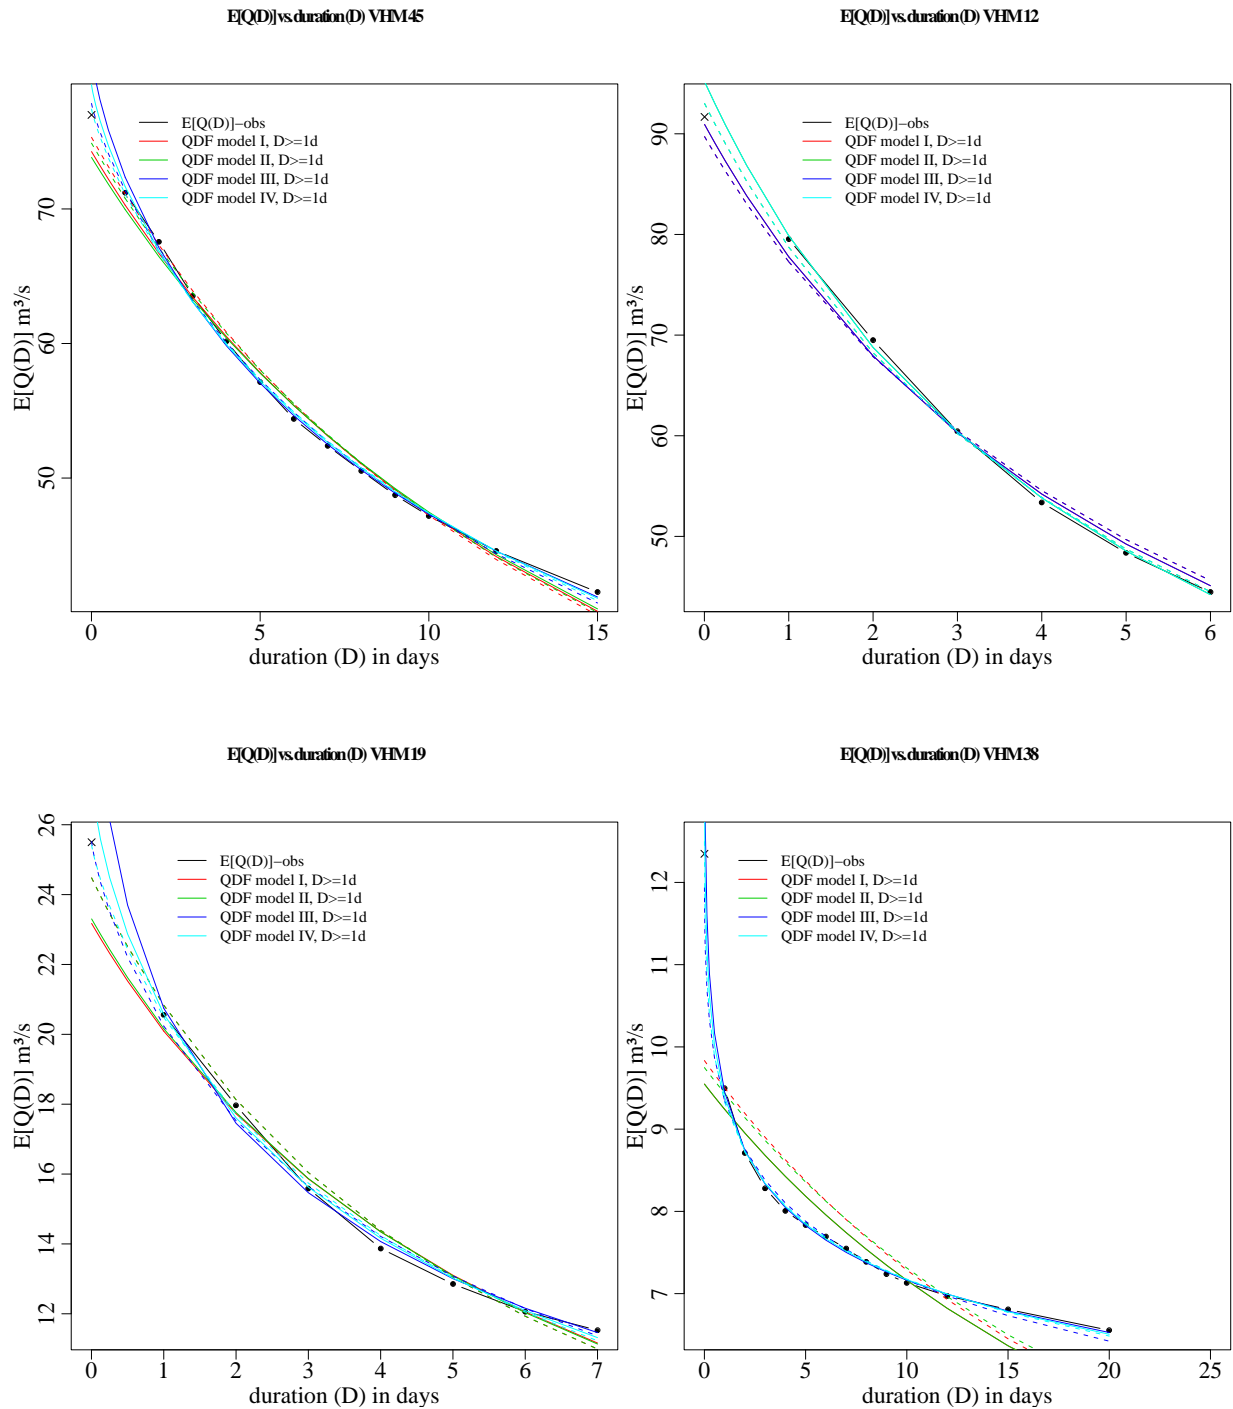 E[Q(D)] vs. duration (D) VHM45
E[Q(D)]−obs
QDF model I, D>=1d
QDF model II, D>=1d
QDF model III, D>=1d
QDF model IV, D>=1d
E[Q(D)] m³/s
50 60 70
0 5 10 15
duration (D) in days
E[Q(D)] vs. duration (D) VHM12
E[Q(D)]−obs
QDF model I, D>=1d
QDF model II, D>=1d
QDF model III, D>=1d
QDF model IV, D>=1d
E[Q(D)] m³/s
50 60 70 80 90
0 1 2 3 4 5 6
duration (D) in days
E[Q(D)] vs. duration (D) VHM19
E[Q(D)]−obs
QDF model I, D>=1d
QDF model II, D>=1d
QDF model III, D>=1d
QDF model IV, D>=1d
E[Q(D)] m³/s
12 14 16 18 20 22 24 26
0 1 2 3 4 5 6 7
duration (D) in days
E[Q(D)] vs. duration (D) VHM38
E[Q(D)]−obs
QDF model I, D>=1d
QDF model II, D>=1d
QDF model III, D>=1d
QDF model IV, D>=1d
E[Q(D)] m³/s
7 8 9 10 11 12
0 5 10 15 20 25
duration (D) in days